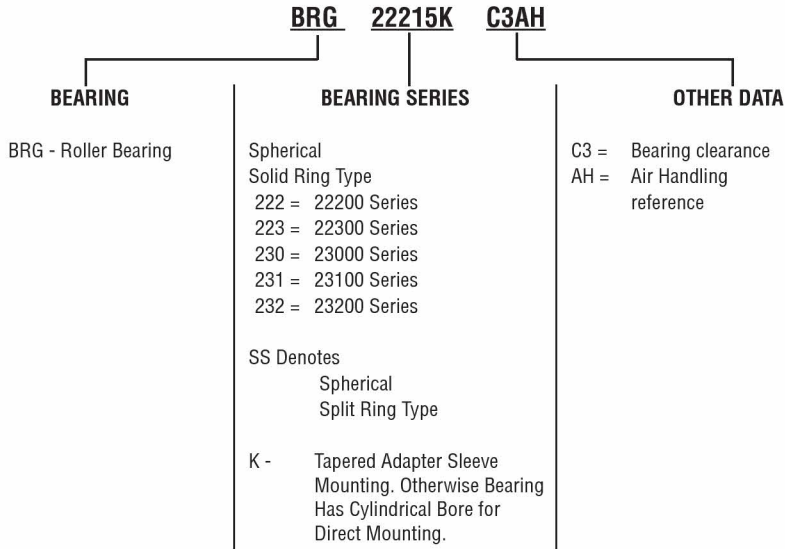 BRG 22215K C3AH
BEARING
BRG - Roller Bearing
BEARING SERIES
Spherical
Solid Ring Type
222 = 22200 Series
223 = 22300 Series
230 = 23000 Series
231 = 23100 Series
232 = 23200 Series
SS Denotes
Spherical
Split Ring Type
K - Tapered Adapter Sleeve
Mounting. Otherwise Bearing
Has Cylindrical Bore for
Direct Mounting.
OTHER DATA
C3 = Bearing clearance
AH = Air Handling
reference